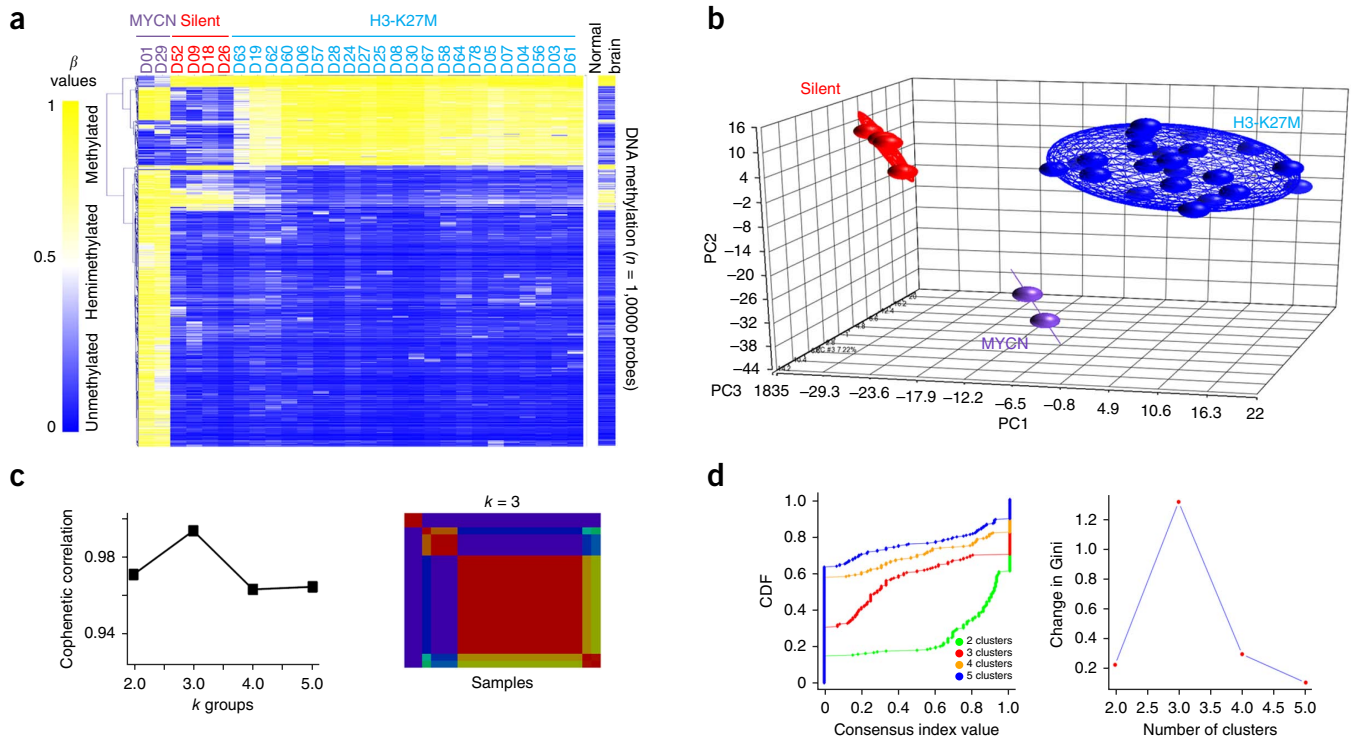 a
MYCN Silent H3-K27M
D01 D29 D52 D09 D18 D26 D63 D19 D62 D60 D06 D57 D28 D24 D27 D25 D08 D30 D67 D58 D64 D78 D05 D07 D04 D56 D03 D61
Normal brain
β values
1
0.5
0
Methylated
Hemimethylated
Unmethylated
DNA methylation (n = 1,0000 probes)
b
Silent
H3-K27M
MYCN
PC2
16
10
4
–2
–8
–14
–20
–26
–32
–38
–44
PC3 1835 –29.3 –23.6 –17.9 –12.2 –6.5 –0.8 4.9 10.6 16.3 22
PC1
c
Cophenetic correlation
0.98
0.94
2.0 3.0 4.0 5.0
k groups
k = 3
Samples
d
CDF
1.0
0.8
0.6
0.4
0.2
0
2 clusters
3 clusters
4 clusters
5 clusters
0 0.2 0.4 0.6 0.8 1.0
Consensus index value
Change in Gini
1.2
1.0
0.8
0.6
0.4
0.2
2.0 2.5 3.0 3.5 4.0 4.5 5.0
Number of clusters